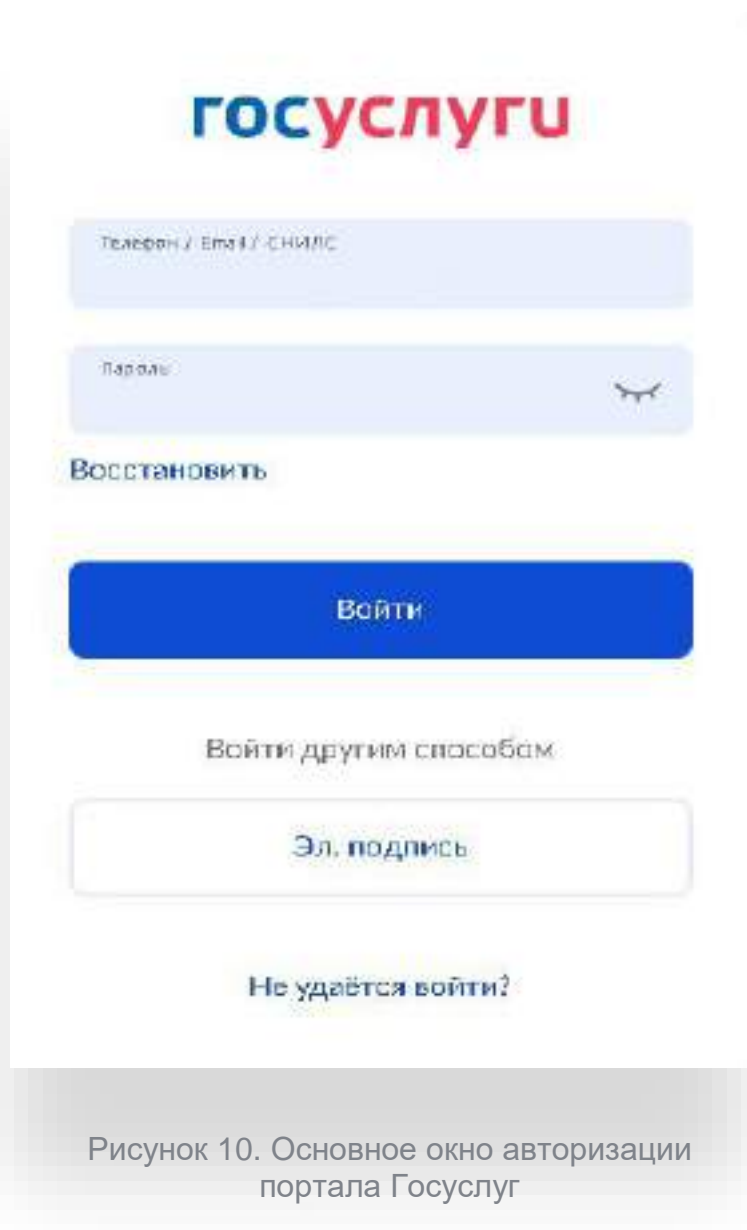 госуслуги
Телефон / Email / СНИЛС
Пароль
Восстановить
Войти
Войти другим способом
Эл. подпись
Не удаётся войти?
Рисунок 10. Основное окно авторизации
портала Госуслуг